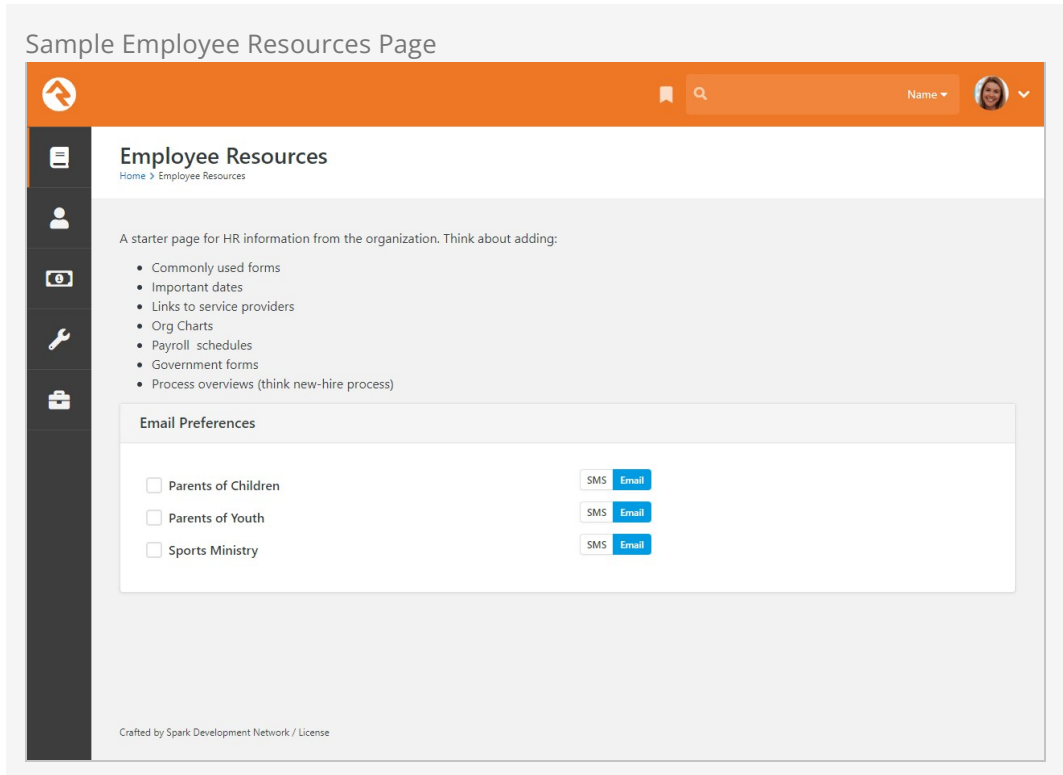 Sample Employee Resources Page
Name
Employee Resources
Home > Employee Resources
A starter page for HR information from the organization. Think about adding:
• Commonly used forms
• Important dates
• Links to service providers
• Org Charts
• Payroll  schedules
• Government forms
• Process overviews (think new-hire process)
Email Preferences
Parents of Children SMS Email
Parents of Youth SMS Email
Sports Ministry SMS Email
Crafted by Spark Development Network / License